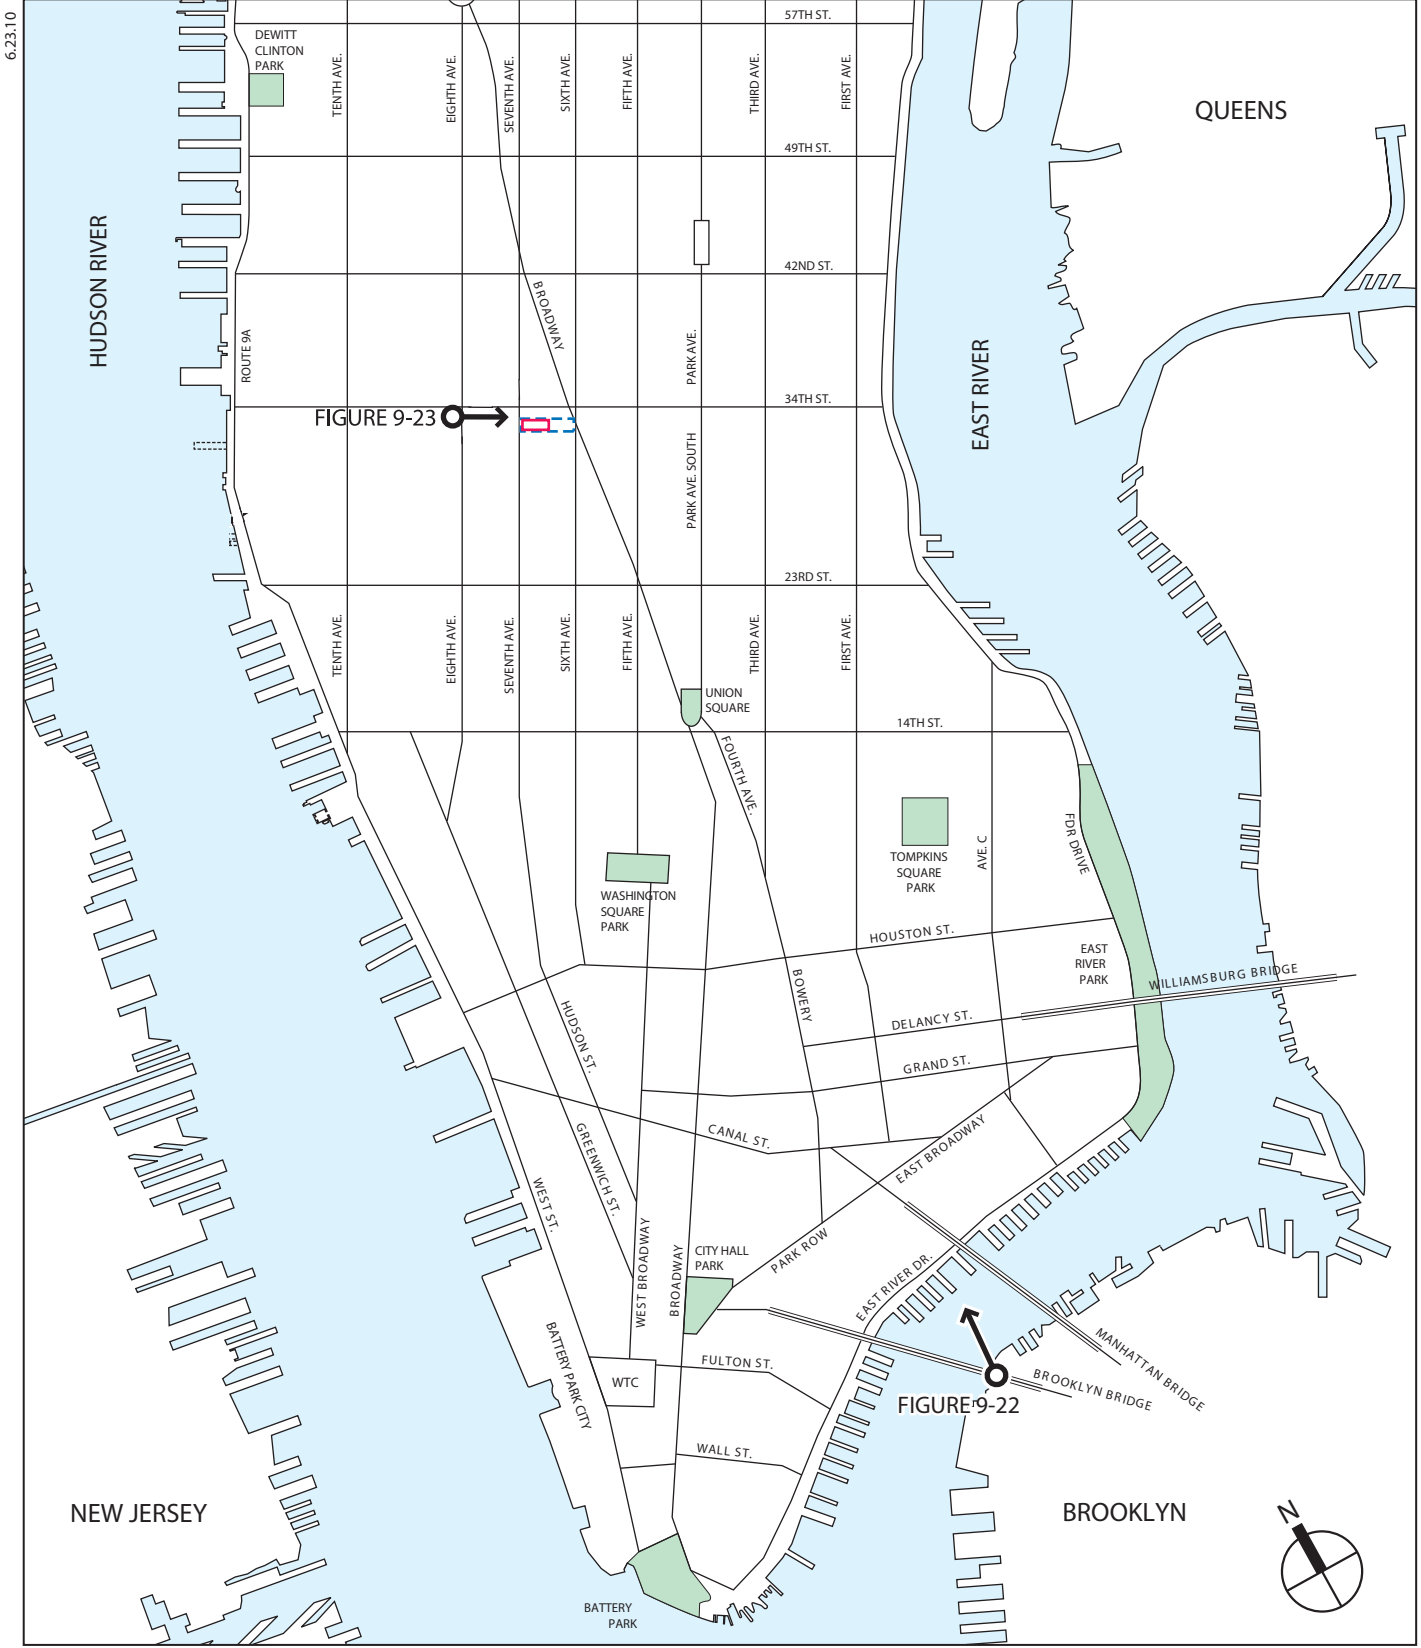 6.23.10
57TH ST.
DEWITT
CLINTON
PARK
TENTH AVE.
EIGHTH AVE.
SEVENTH AVE.
SIXTH AVE.
FIFTH AVE.
THIRD AVE.
FIRST AVE.
QUEENS
49TH ST.
HUDSON RIVER
42ND ST.
BROADWAY
ROUTE 9A
PARK AVE.
EAST RIVER
34TH ST.
FIGURE 9-23
PARK AVE. SOUTH
23RD ST.
TENTH AVE.
EIGHTH AVE.
SEVENTH AVE.
SIXTH AVE.
FIFTH AVE.
THIRD AVE.
FIRST AVE.
UNION
SQUARE
14TH ST.
FOURTH AVE.
TOMPKINS
SQUARE
PARK
AVE. C
FDR DRIVE
WASHINGTON
SQUARE
PARK
HOUSTON ST.
EAST
RIVER
PARK
WILLIAMSBURG BRIDGE
BOWERY
HUDSON ST.
DELANCY ST.
GRAND ST.
CANAL ST.
GREENWICH ST.
EAST BROADWAY
WEST ST.
WEST BROADWAY
BROADWAY
CITY HALL
PARK
PARK ROW
EAST RIVER DR.
BATTERY PARK CITY
WTC
FULTON ST.
MANHATTAN BRIDGE
BROOKLYN BRIDGE
FIGURE 9-22
WALL ST.
NEW JERSEY
BROOKLYN
N
BATTERY
PARK